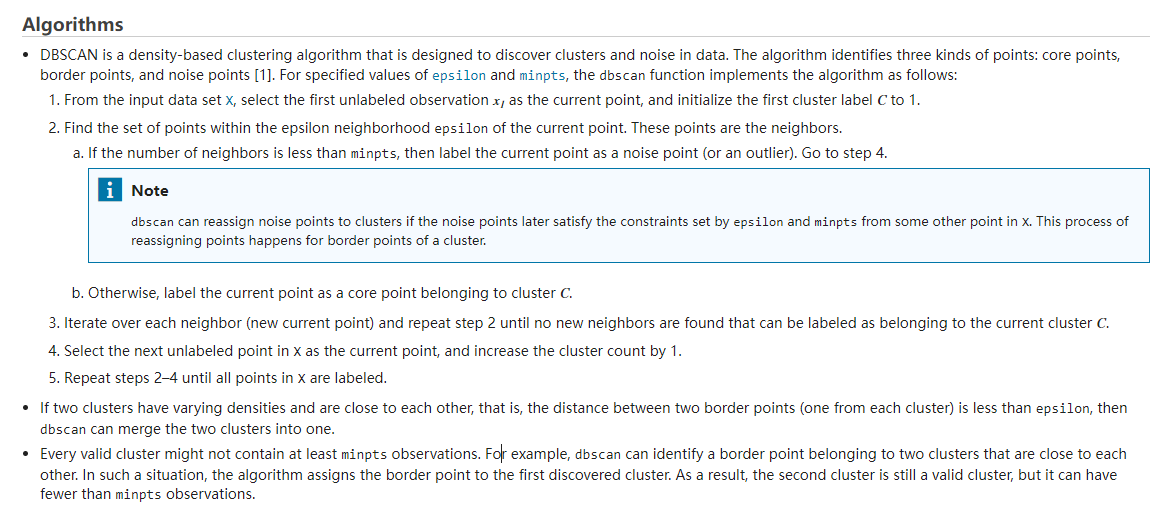 Algorithms
• DBSCAN is a density-based clustering algorithm that is designed to discover clusters and noise in data. The algorithm identifies three kinds of points: core points,
border points, and noise points [1]. For specified values of epsilon and minpts, the dbscan function implements the algorithm as follows:
1. From the input data set X, select the first unlabeled observation x₁ as the current point, and initialize the first cluster label C to 1.
2. Find the set of points within the epsilon neighborhood epsilon of the current point. These points are the neighbors.
a. If the number of neighbors is less than minpts, then label the current point as a noise point (or an outlier). Go to step 4.
i Note
dbscan can reassign noise points to clusters if the noise points later satisfy the constraints set by epsilon and minpts from some other point in X. This process of
reassigning points happens for border points of a cluster.
b. Otherwise, label the current point as a core point belonging to cluster C.
3. Iterate over each neighbor (new current point) and repeat step 2 until no new neighbors are found that can be labeled as belonging to the current cluster C.
4. Select the next unlabeled point in X as the current point, and increase the cluster count by 1.
5. Repeat steps 2–4 until all points in X are labeled.
• If two clusters have varying densities and are close to each other, that is, the distance between two border points (one from each cluster) is less than epsilon, then
dbscan can merge the two clusters into one.
• Every valid cluster might not contain at least minpts observations. For example, dbscan can identify a border point belonging to two clusters that are close to each
other. In such a situation, the algorithm assigns the border point to the first discovered cluster. As a result, the second cluster is still a valid cluster, but it can have
fewer than minpts observations.